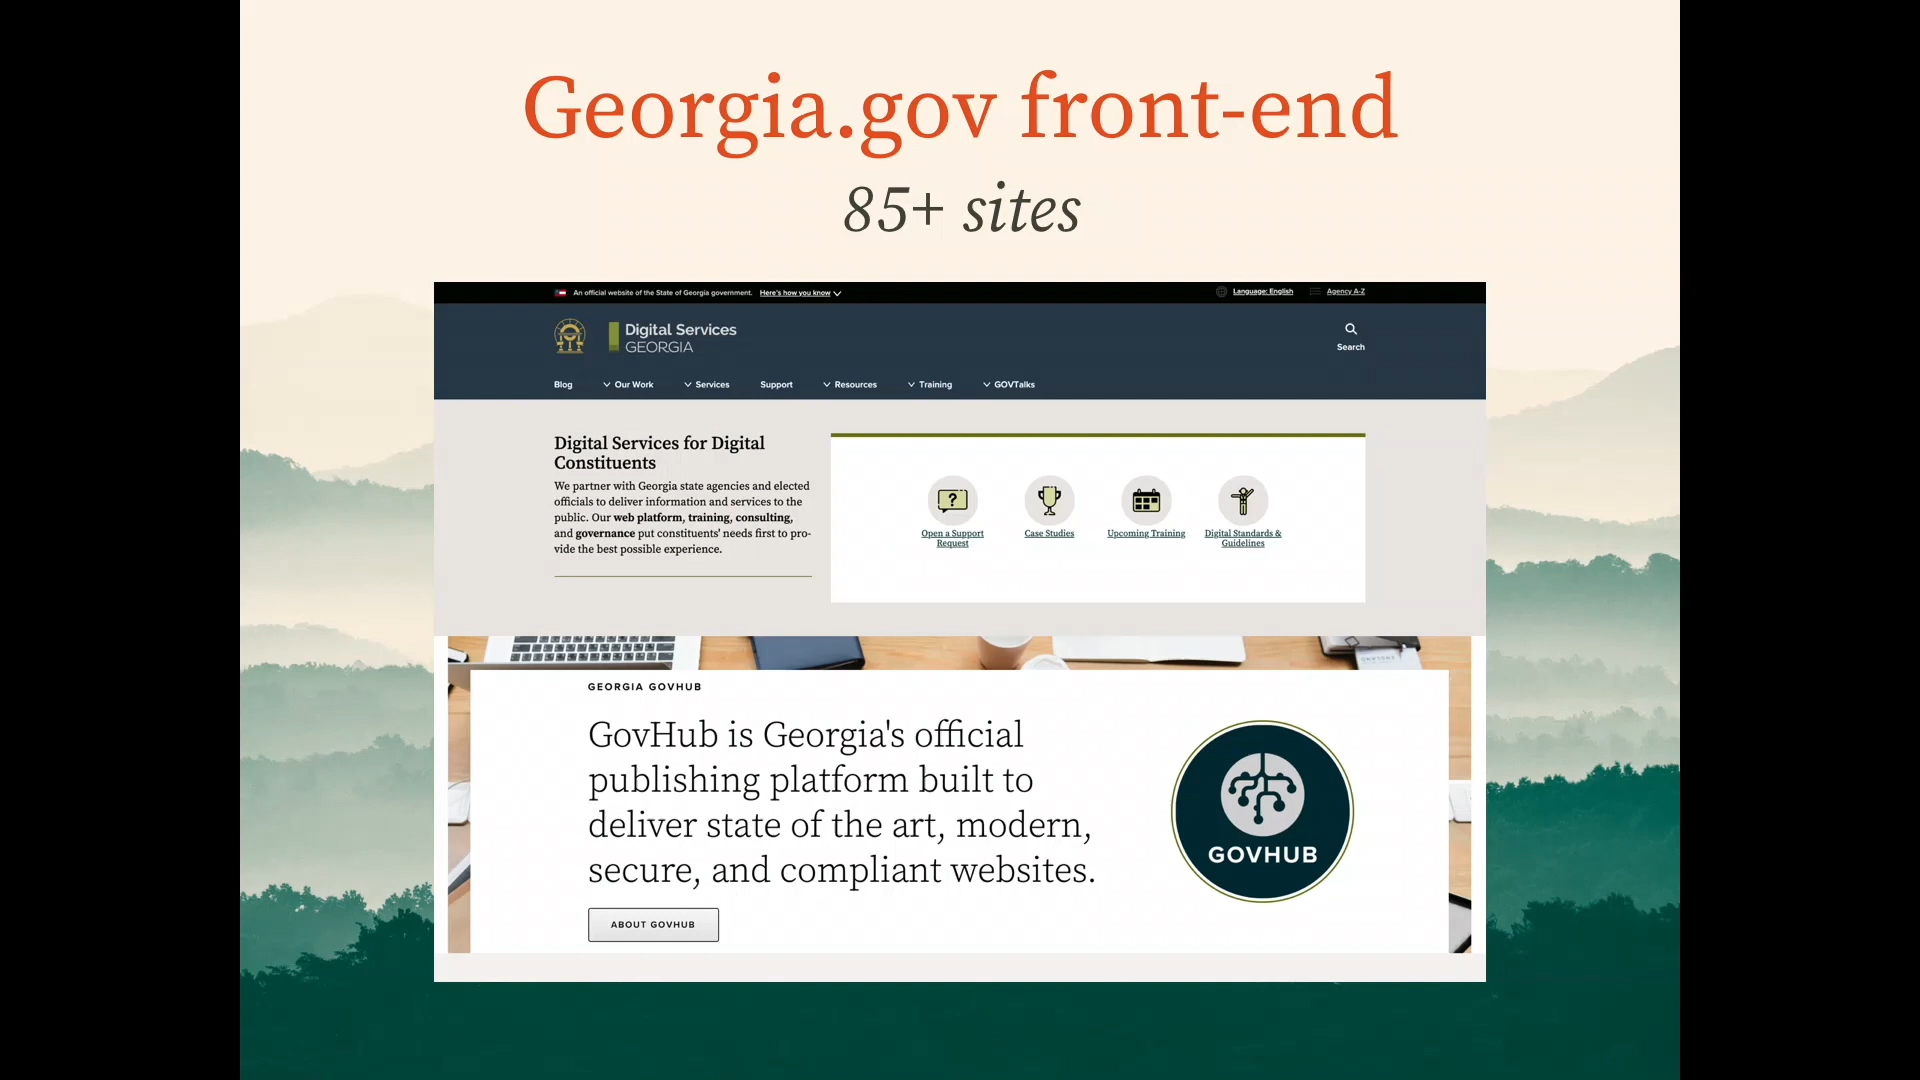 Georgia.gov front-end
85+ sites
An official website of the State of Georgia government. Here's how you know
Language: English
Agency A-Z
Digital Services
GEORGIA
Search
Blog
Our Work
Services
Support
Resources
Training
GOVTalks
Digital Services for Digital
Constituents
We partner with Georgia state agencies and elected
officials to deliver information and services to the
public. Our web platform, training, consulting,
and governance put constituents' needs first to pro-
vide the best possible experience.
Open a Support
Request
Case Studies
Upcoming Training
Digital Standards &
Guidelines
GEORGIA GOVHUB
GovHub is Georgia's official
publishing platform built to
deliver state of the art, modern,
secure, and compliant websites.
GOVHUB
ABOUT GOVHUB